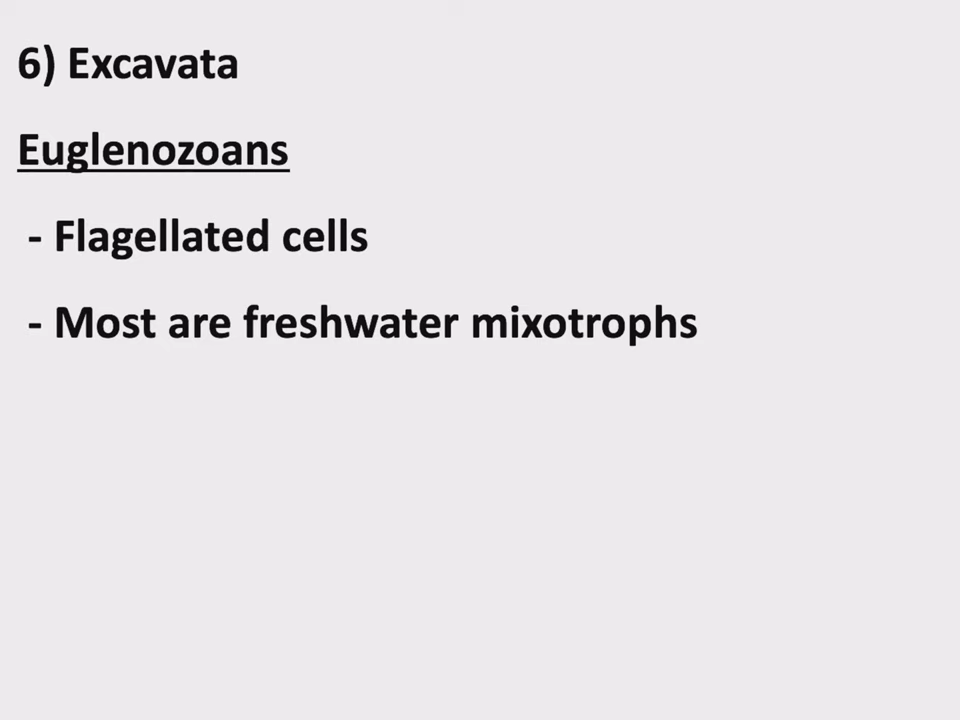 6) Excavata
Euglenozoans
- Flagellated cells
- Most are freshwater mixotrophs